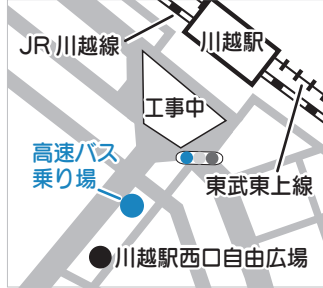 JR川越線
川越駅
工事中
高速バス
乗り場
東武東上線
川越駅西口自由広場